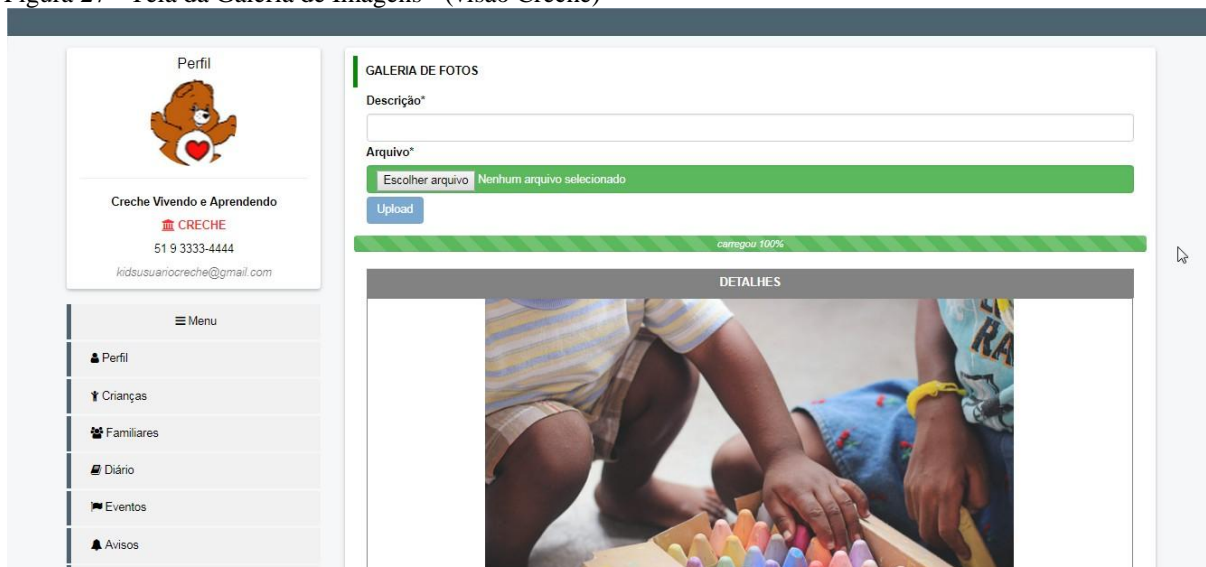 Figura 27 - Tela da Galeria de Imagens - (visão Creche)
Perfil
Creche Vivendo e Aprendendo
CRECHE
51 9 3333-4444
kidsusuariocreche@gmail.com
Menu
Perfil
Crianças
Familiares
Diário
Eventos
Avisos
GALERIA DE FOTOS
Descrição*
Arquivo*
Escolher arquivo Nenhum arquivo selecionado
Upload
carregou 100%
DETALHES
RA